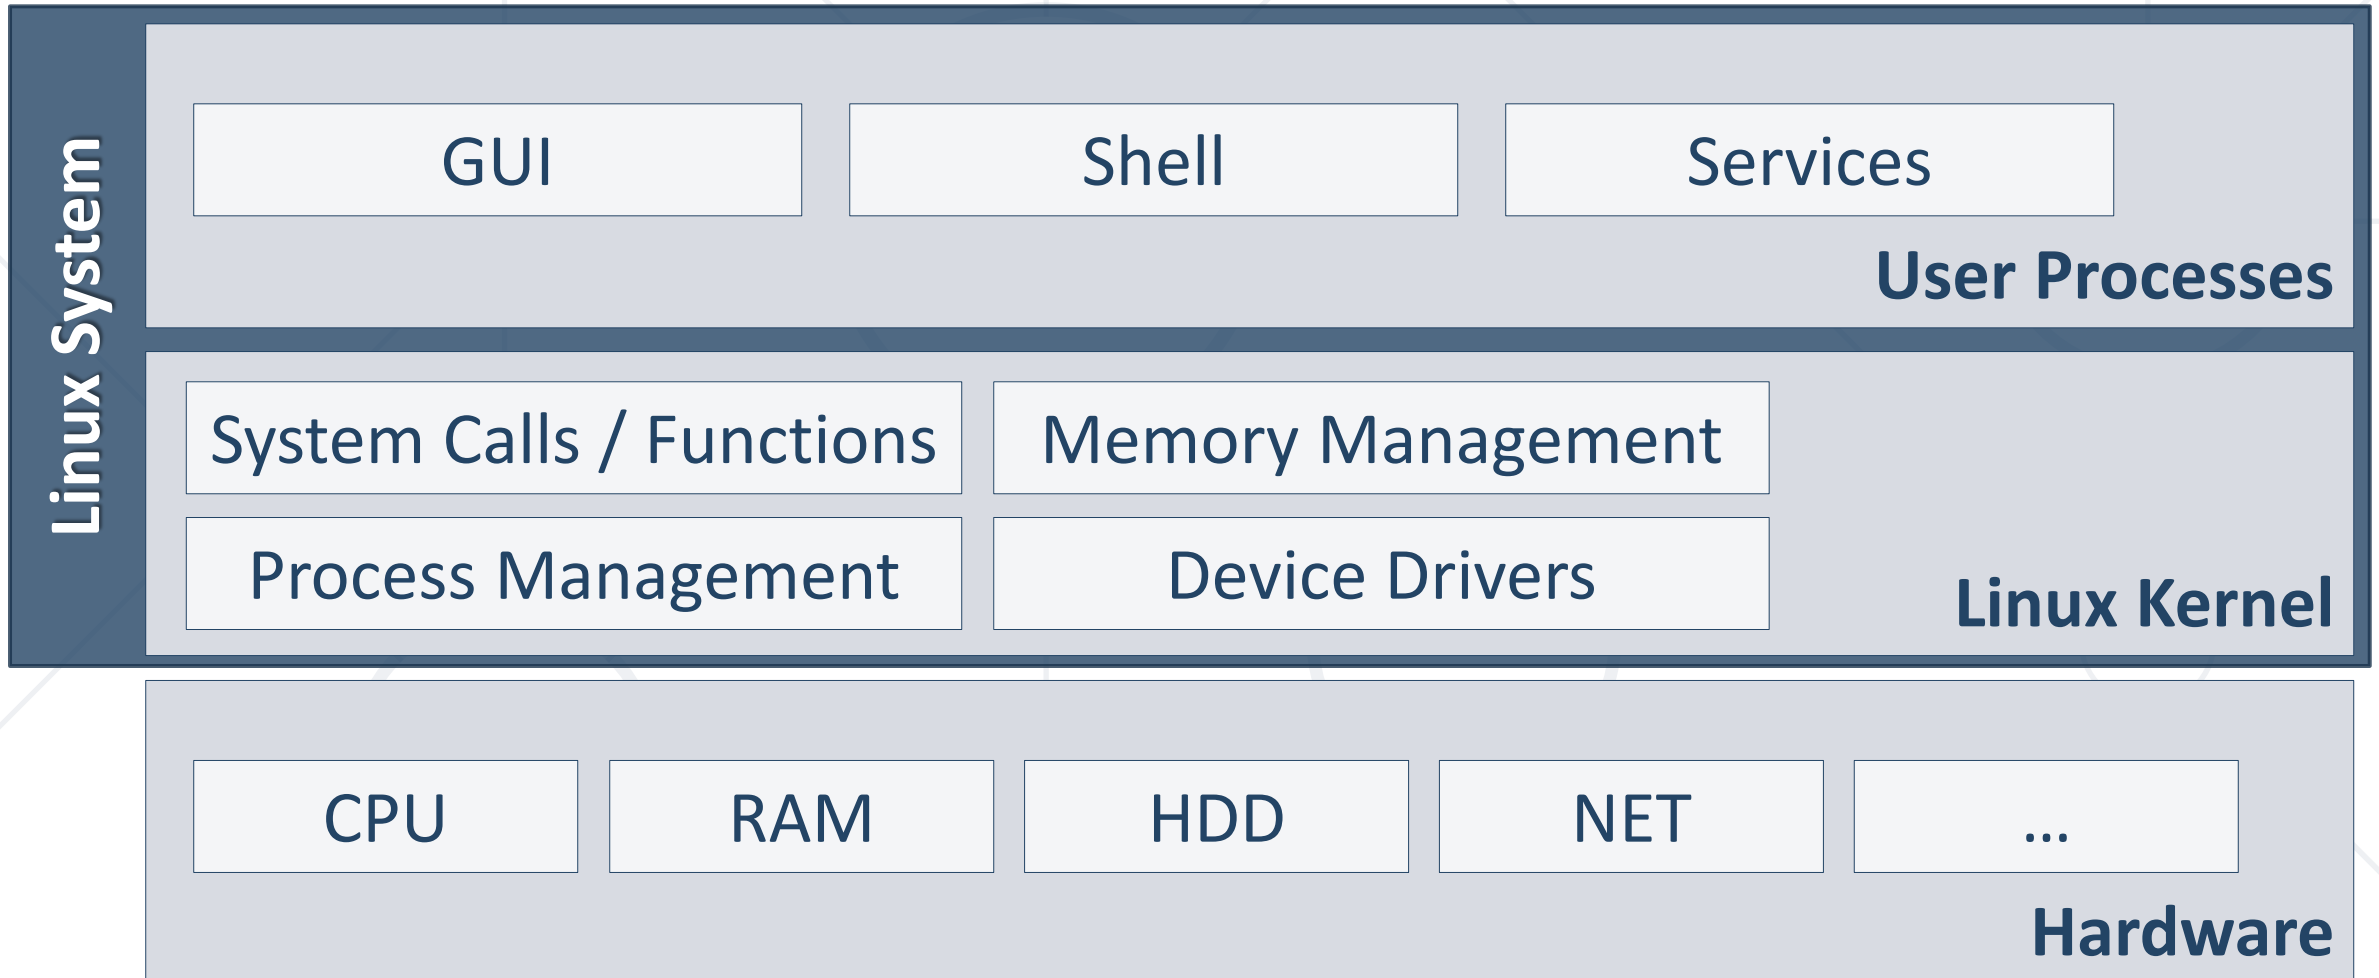 Linux System
GUI
Shell
Services
User Processes
System Calls / Functions
Memory Management
Process Management
Device Drivers
Linux Kernel
CPU
RAM
HDD
NET
...
Hardware